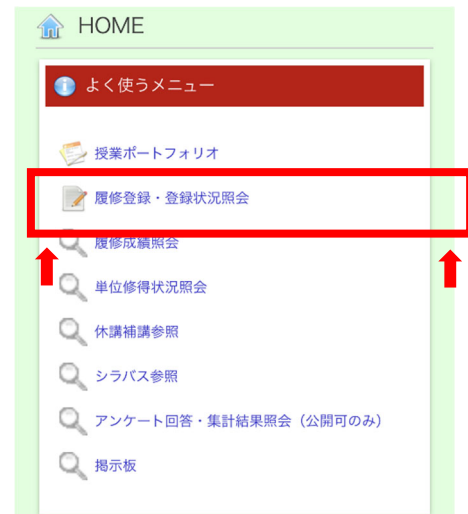 HOME
よく使うメニュー
授業ポートフォリオ
履修登録・登録状況照会
履修成績照会
単位修得状況照会
休講補講参照
シラバス参照
アンケート回答・集計結果照会（公開可のみ）
掲示板